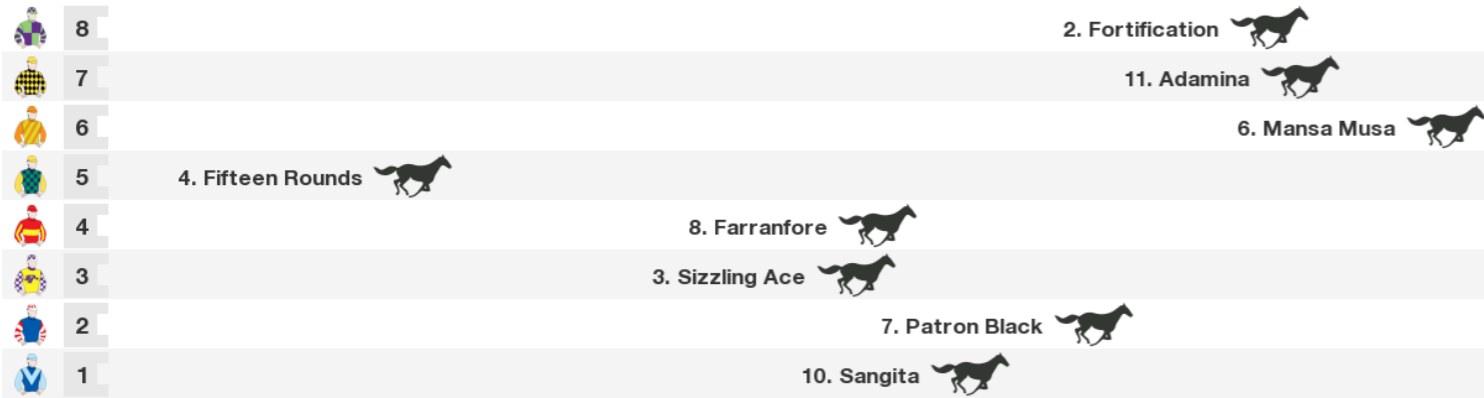 8 2. Fortification
7 11. Adamina
6 6. Mansa Musa
5 4. Fifteen Rounds
4 8. Farranfore
3 3. Sizzling Ace
2 7. Patron Black
1 10. Sangita